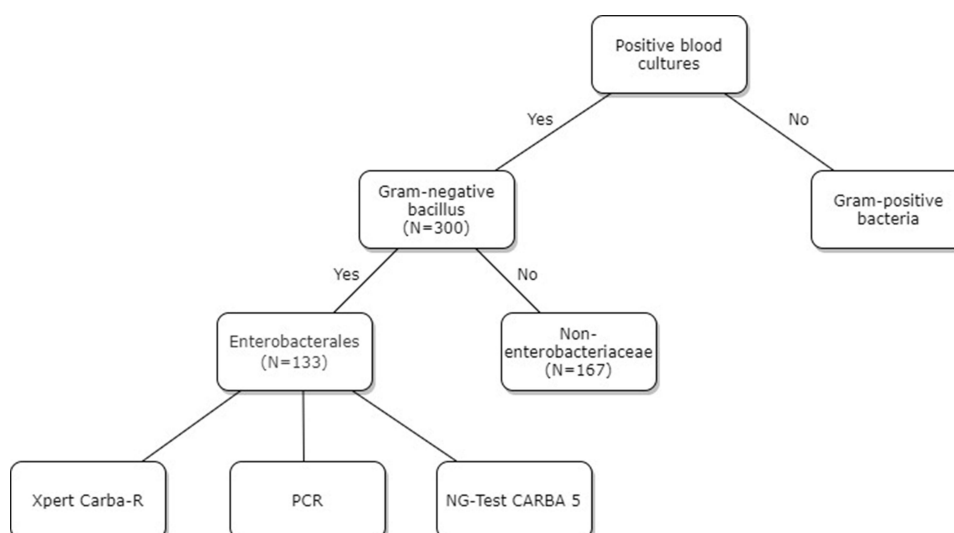 Positive blood
cultures
Yes
No
Gram-negative
bacillus
(N=300)
Gram-positive
bacteria
Yes
No
Enterobacterales
(N=133)
Non-
enterobacteriaceae
(N=167)
Xpert Carba-R
PCR
NG-Test CARBA 5